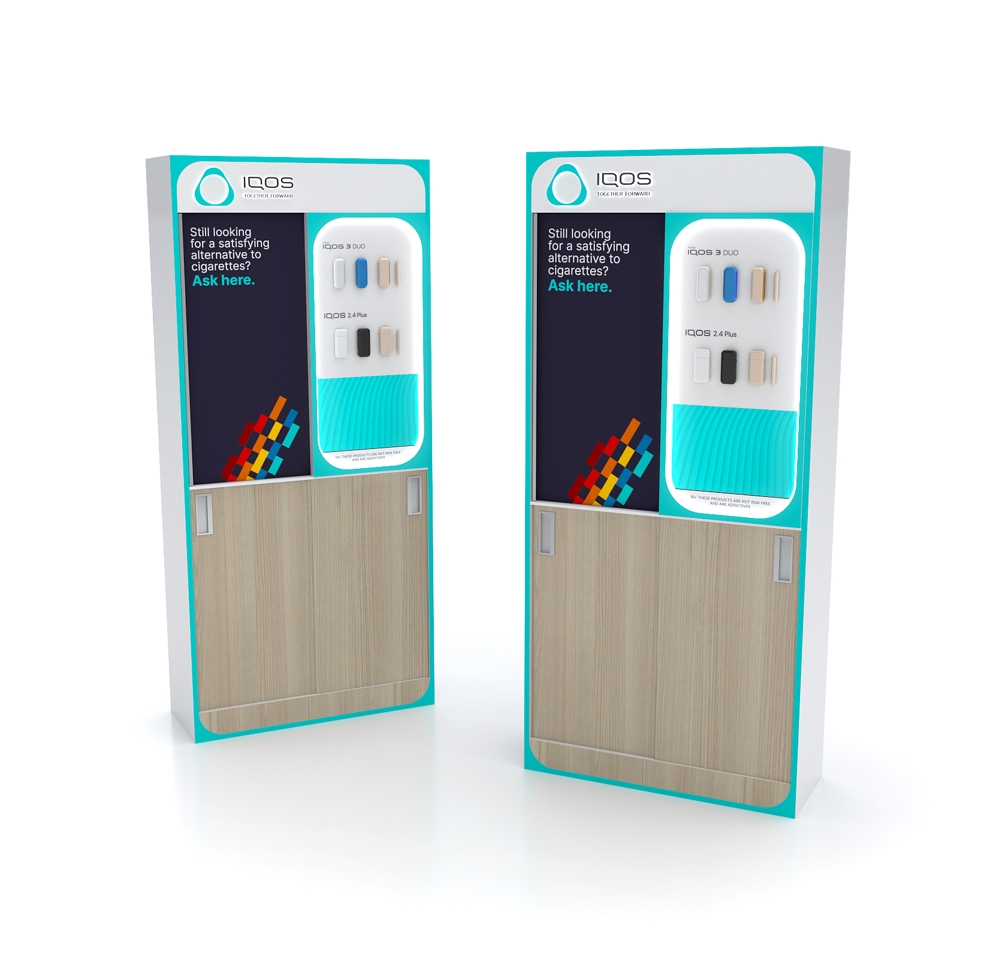 IQOS
TOGETHER FORWARD
Still looking
for a satisfying
alternative to
cigarettes?
Ask here.
new
IQOS 3 DUO
IQOS 2.4 Plus
18+ THESE PRODUCTS ARE NOT RISK FREE
AND ARE ADDICTIVFE
IQOS
TOGETHER FORWARD
Still looking
for a satisfying
alternative to
cigarettes?
Ask here.
new
IQOS 3 DUO
IQOS 2.4 Plus
18+ THESE PRODUCTS ARE NOT RISK FREE
AND ARE ADDICTIVFE